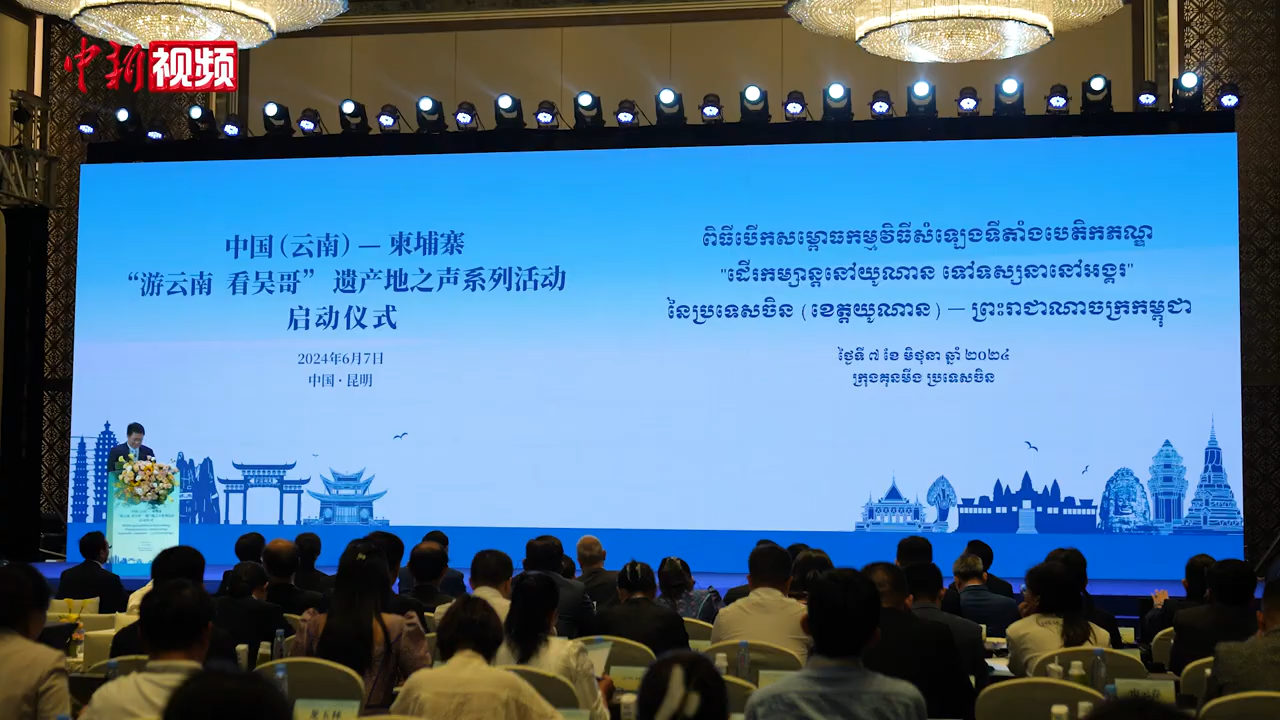 中新视频
中国（云南）— 柬埔寨
“游云南 看吴哥” 遗产地之声系列活动
启动仪式
2024年6月7日
中国 · 昆明
ពិធីបើកសម្ពោធកម្មវិធីសំឡេងទីតាំងបេតិកភណ្ឌ
"ដើរកម្សាន្តនៅយូណាន ទៅទស្សនានៅអង្គរ"
នៃប្រទេសចិន (ខេត្តយូណាន) — ព្រះរាជាណាចក្រកម្ពុជា
ថ្ងៃទី ៧ ខែ មិថុនា ឆ្នាំ ២០២៤
ក្រុងគុនមីង ប្រទេសចិន